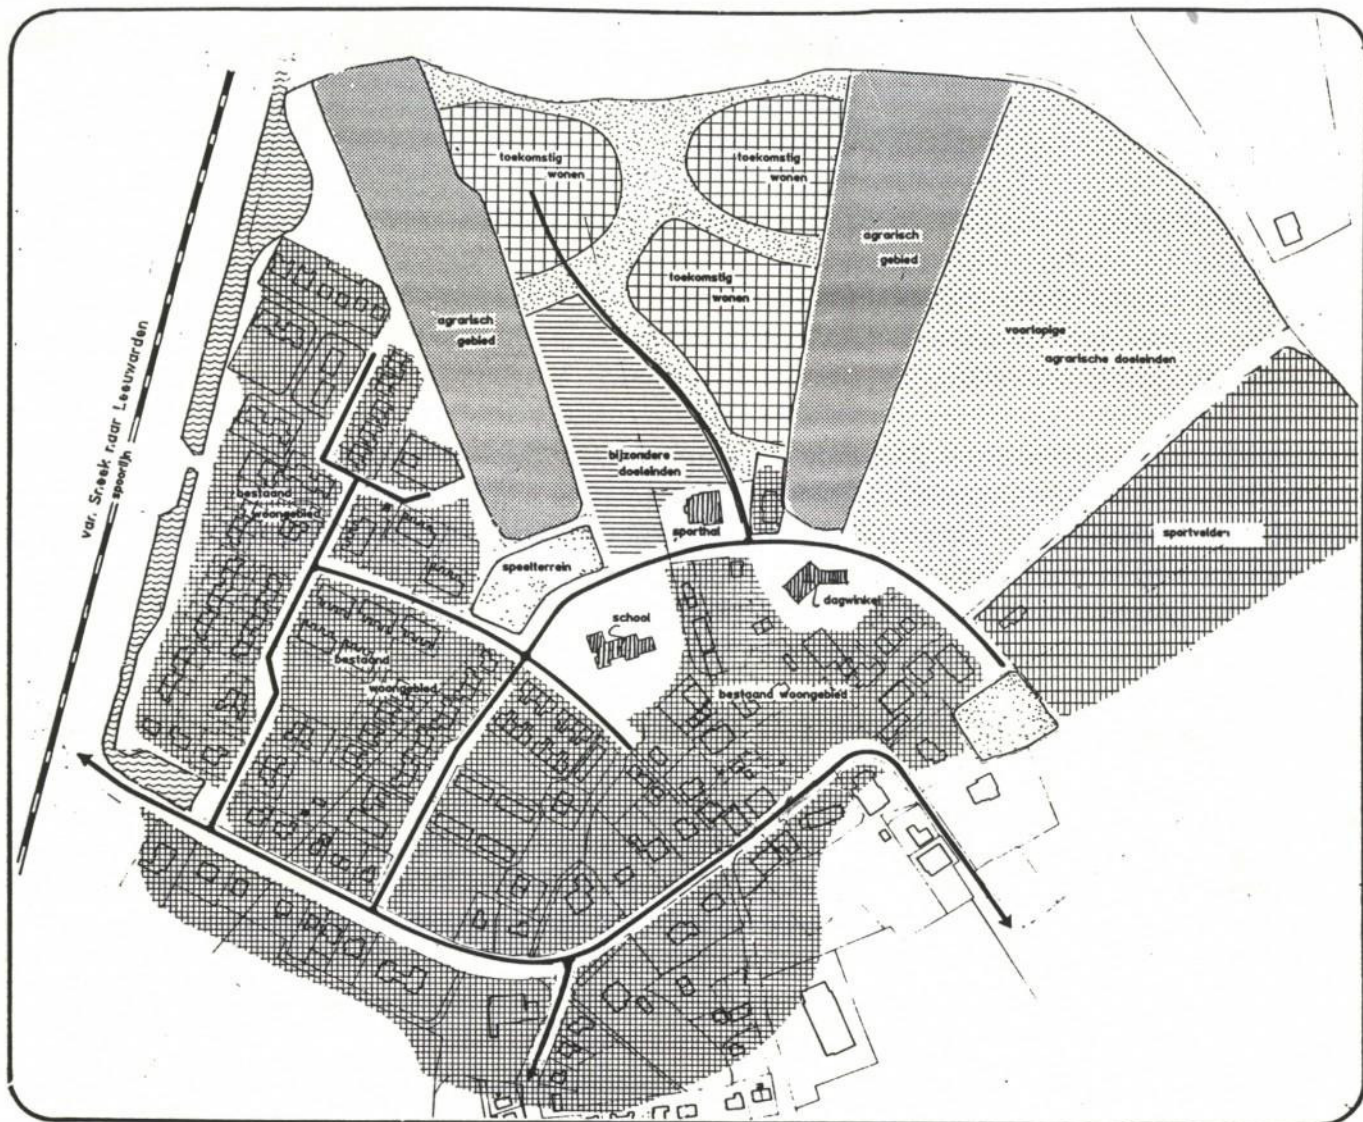 toekomstig
wonen
toekomstig
wonen
agrarisch
gebied
toekomstig
wonen
agrarisch
gebied
voorlopige
agrarische doeleinden
van Sneek naar Leeuwarden
spoorlijn
bijzondere
doeleinden
bestaand
woongebied
sporthal
sportvelden
speelterrein
dagwinkel
school
bestaand
woongebied
bestaand woongebied